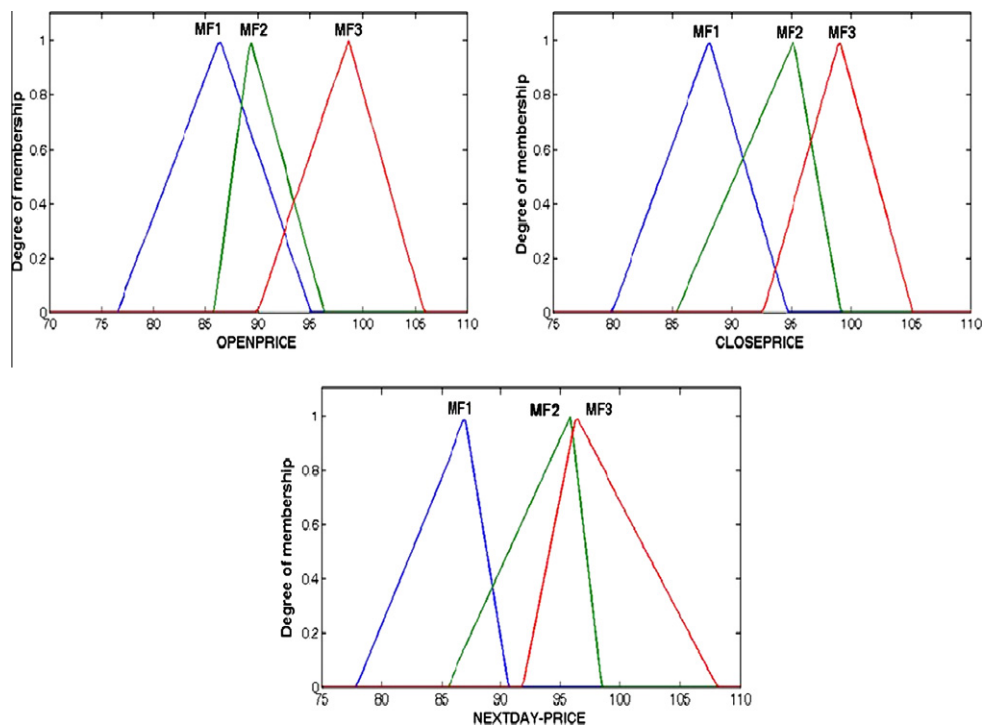 MF1 MF2 MF3
1
0.8
0.6
0.4
0.2
0
Degree of membership
70 75 80 85 90 95 100 105 110
OPENPRICE
MF1 MF2 MF3
1
0.8
0.6
0.4
0.2
0
Degree of membership
75 80 85 90 95 100 105 110
CLOSEPRICE
MF1 MF2 MF3
1
0.8
0.6
0.4
0.2
0
Degree of membership
75 80 85 90 95 100 105 110
NEXTDAY-PRICE